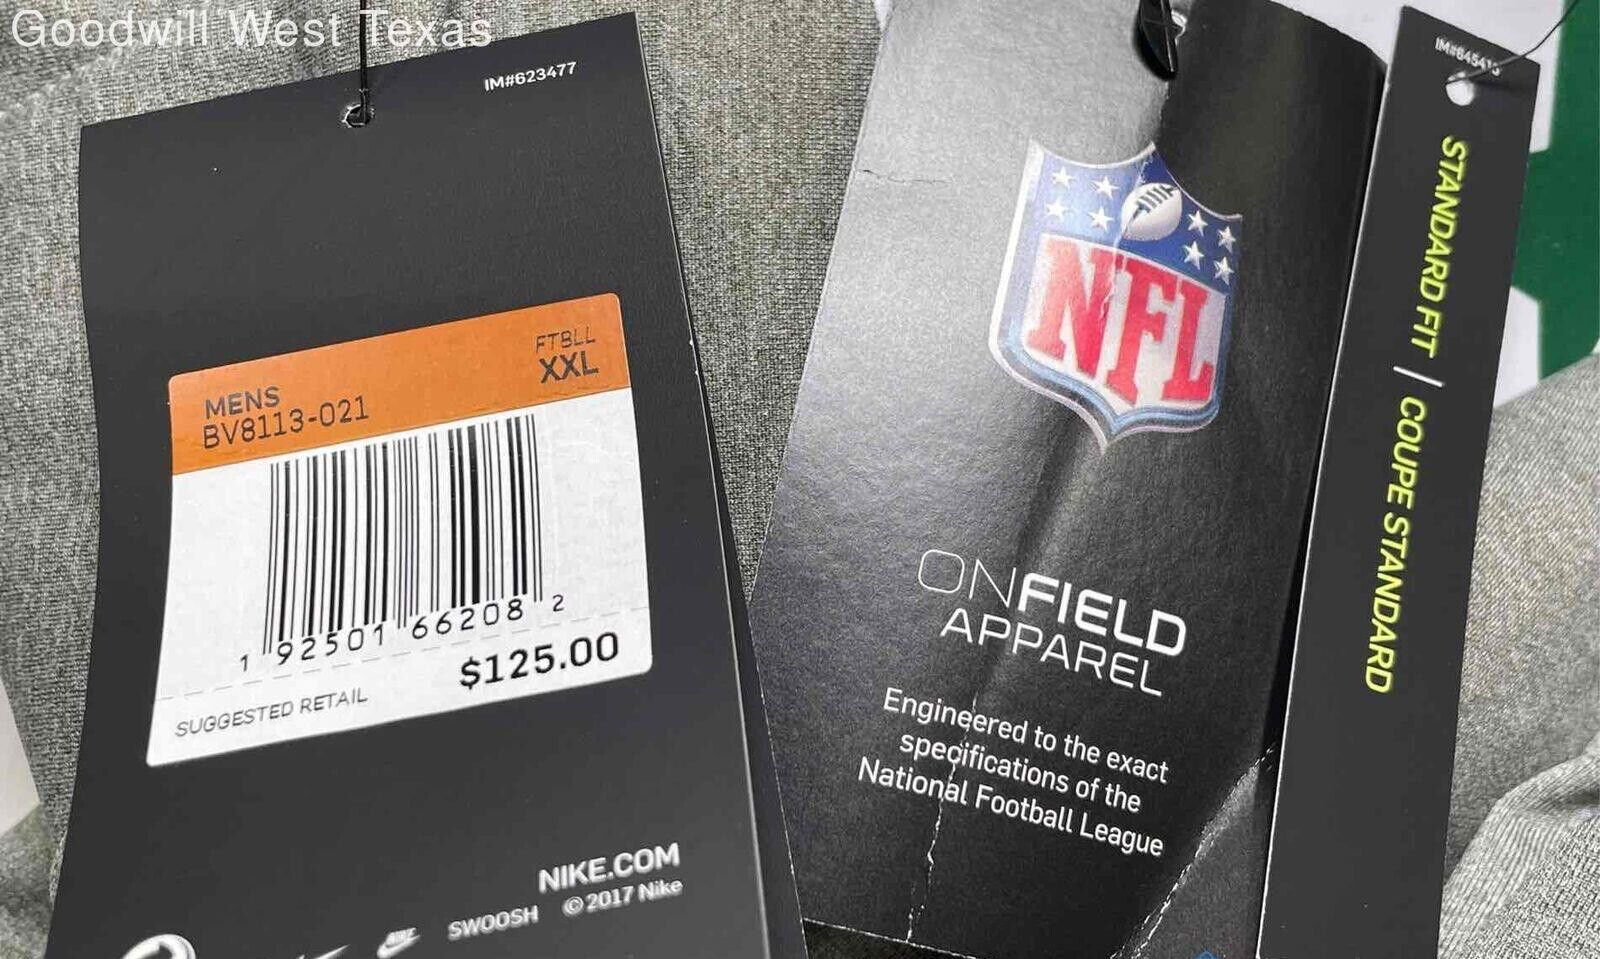 Goodwill West Texas
IM#623477
FTBLL
XXL
MENS
BV8113-021
1 92501 66208 2
$125.00
SUGGESTED RETAIL
NIKE.COM
SWOOSH © 2017 Nike
NIKE
NFL
ONFIELD
APPAREL
Engineered to the exact
specifications of the
National Football League
STANDARD FIT | COUPE STANDARD